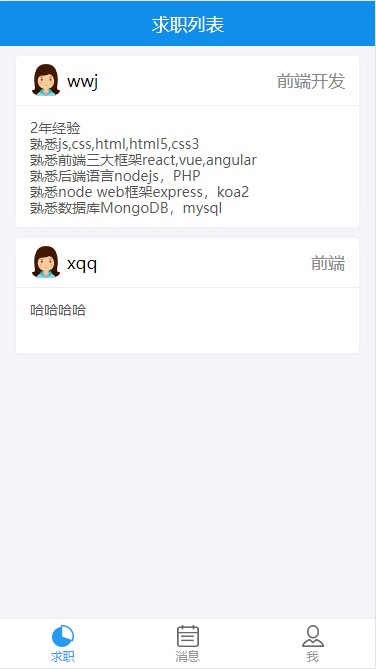 求职列表
wwj 前端开发
2年经验
熟悉js,css,html,html5,css3
熟悉前端三大框架react,vue,angular
熟悉后端语言nodejs，PHP
熟悉node web框架express，koa2
熟悉数据库MongoDB，mysql
xqq 前端
哈哈哈哈
求职 消息 我